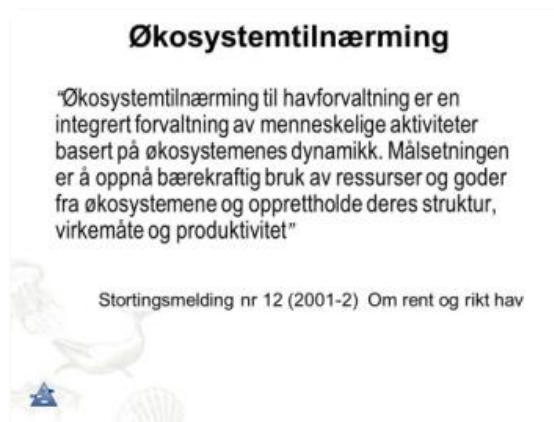 Økosystemtilnærming
“Økosystemtilnærming til havforvaltning er en
integrert forvaltning av menneskelige aktiviteter
basert på økosystemenes dynamikk. Målsetningen
er å oppnå bærekraftig bruk av ressurser og goder
fra økosystemene og opprettholde deres struktur,
virkemåte og produktivitet”
Stortingsmelding nr 12 (2001-2) Om rent og rikt hav